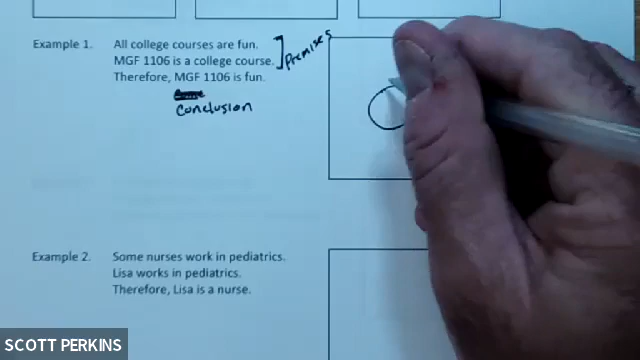 Example 1. All college courses are fun.
MGF 1106 is a college course.
Therefore, MGF 1106 is fun.
Premises
Conclusion
Example 2. Some nurses work in pediatrics.
Lisa works in pediatrics.
Therefore, Lisa is a nurse.
SCOTT PERKINS